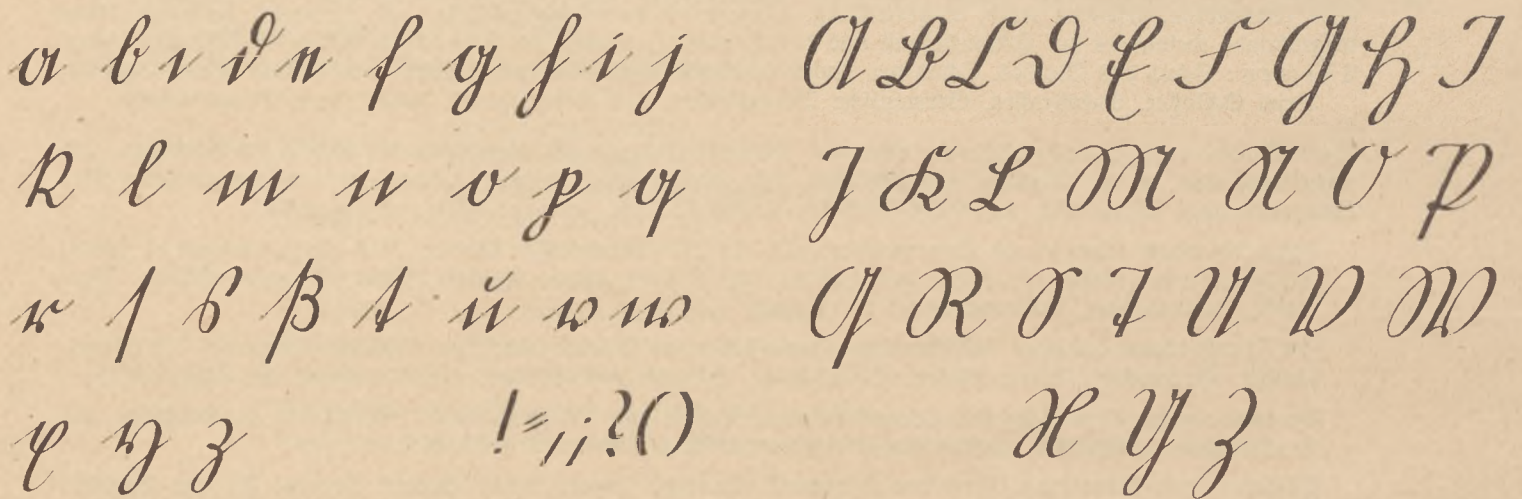 a b c d e f g h i j
k l m n o p q
r ſ s ß t u v w
x y z ! = , ; ? ( )
A B C D E F G H I
J K L M N O P
Q R S T U V W
X Y Z